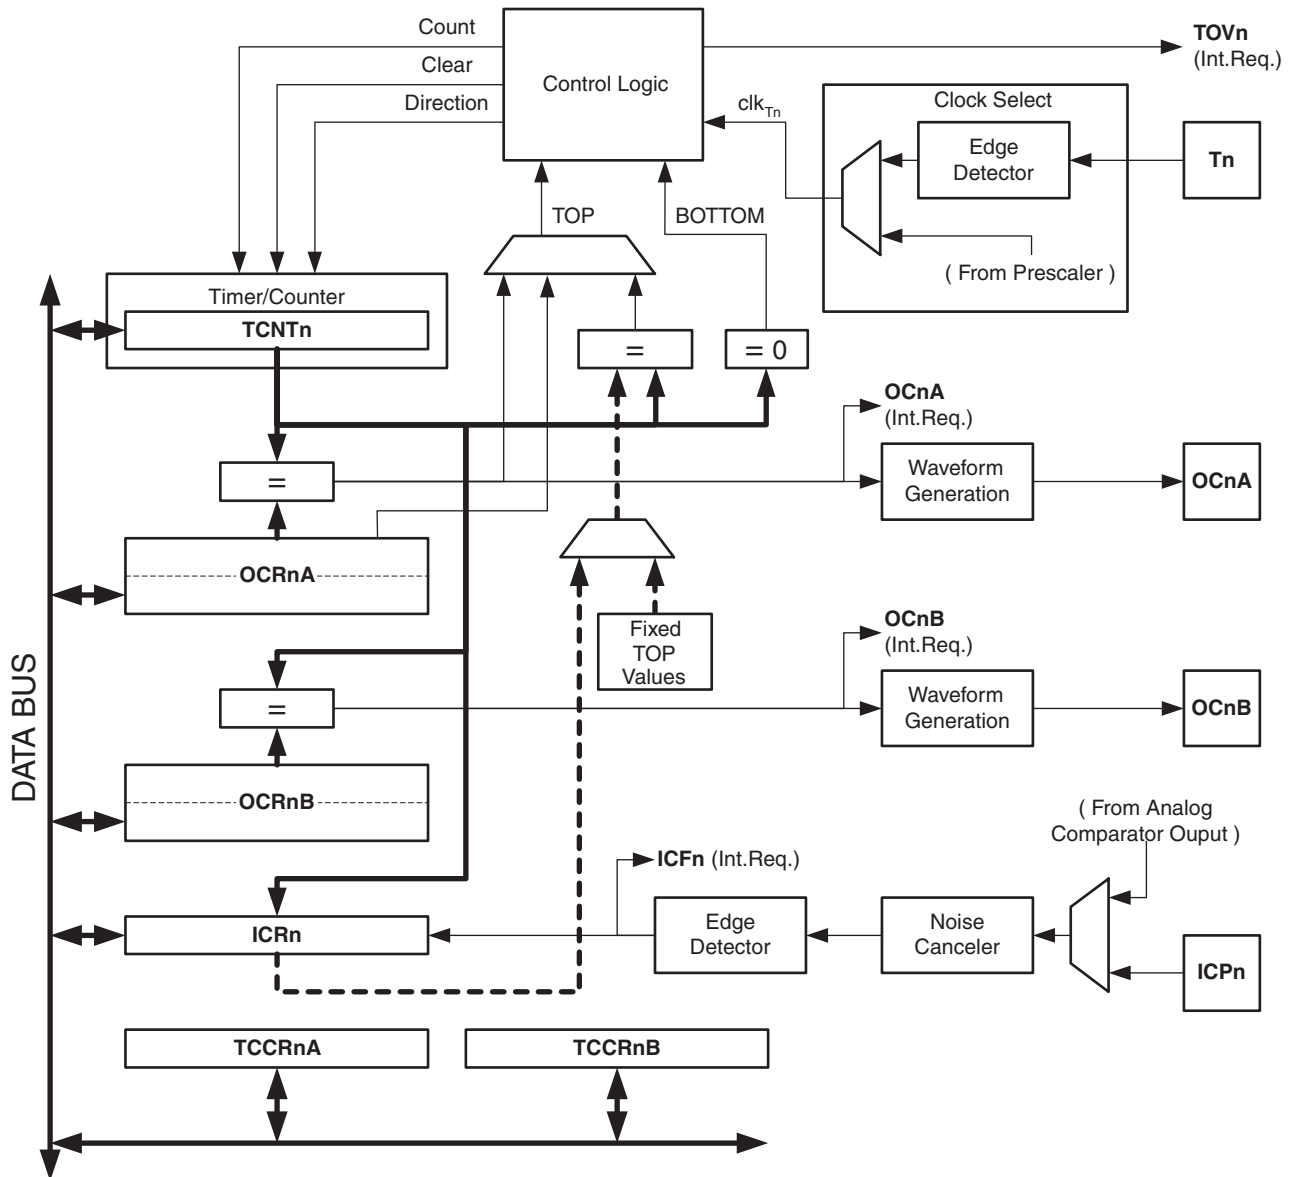 Count
Clear
Direction
Control Logic
TOVn
(Int.Req.)
clkTn
Clock Select
Edge
Detector
Tn
( From Prescaler )
TOP
BOTTOM
Timer/Counter
TCNTn
=
= 0
OCnA
(Int.Req.)
=
Waveform
Generation
OCnA
OCRnA
Fixed
TOP
Values
OCnB
(Int.Req.)
=
Waveform
Generation
OCnB
DATA BUS
OCRnB
( From Analog
Comparator Ouput )
ICFn (Int.Req.)
ICRn
Edge
Detector
Noise
Canceler
ICPn
TCCRnA
TCCRnB